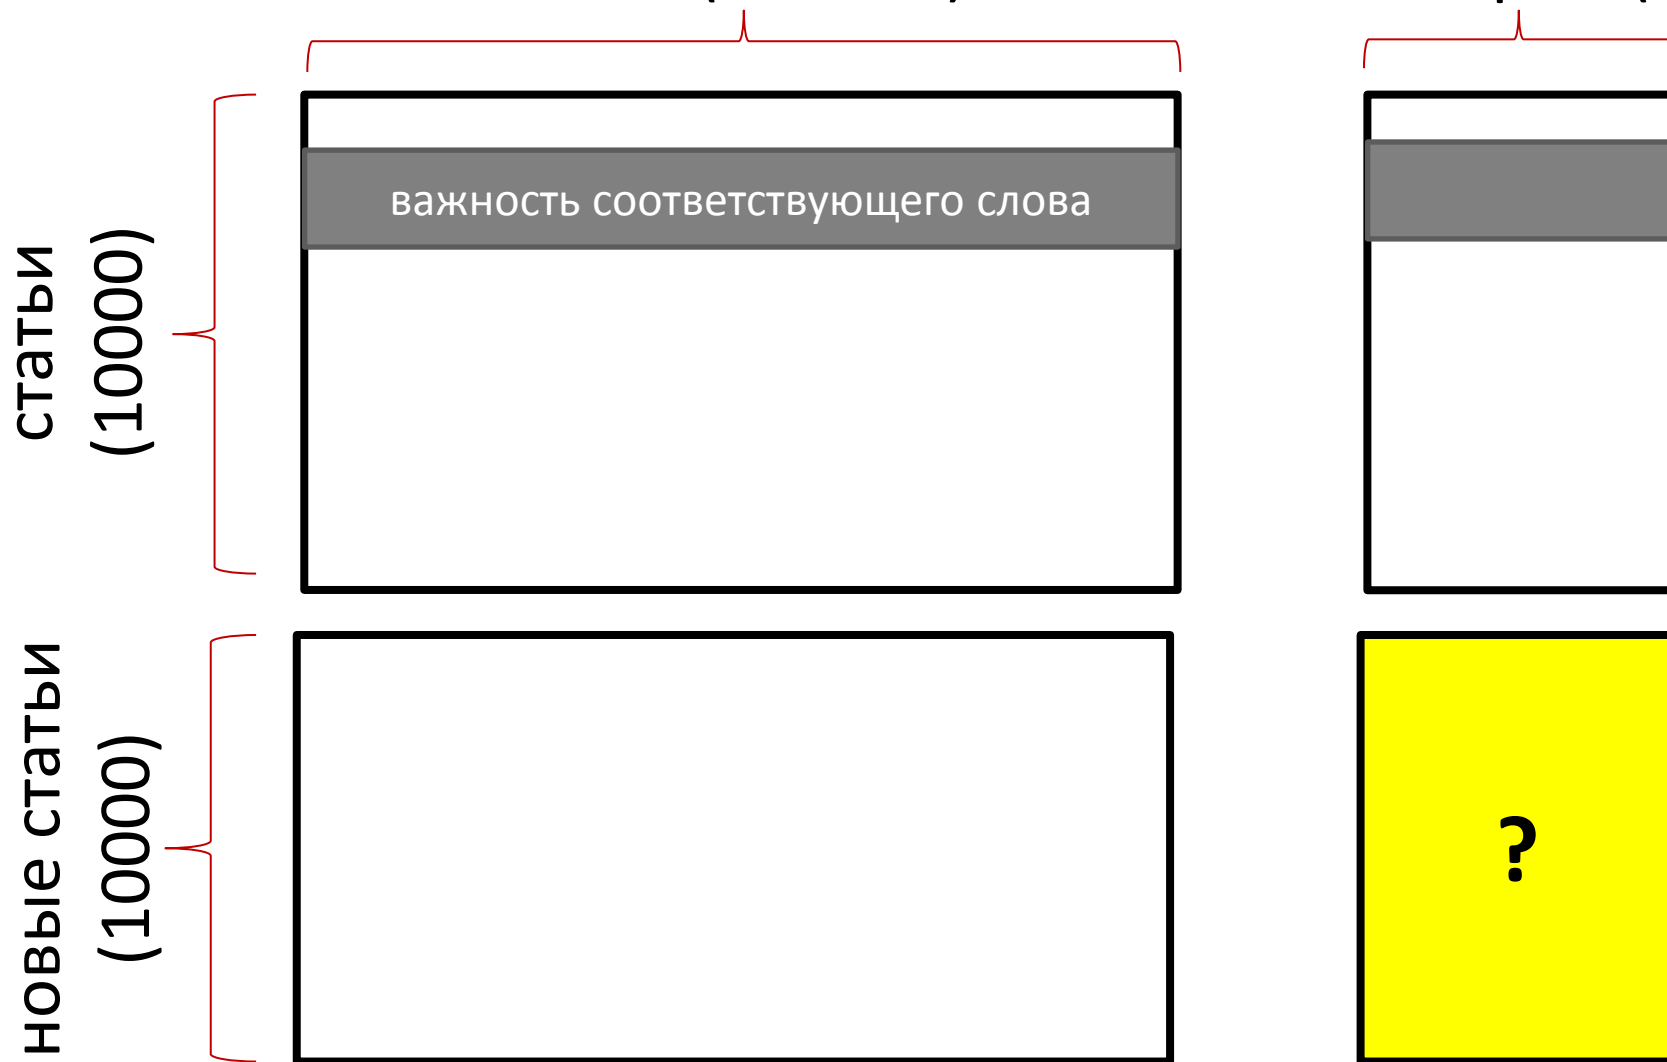 важность соответствующего слова
статьи
(10000)
новые статьи
(10000)
?